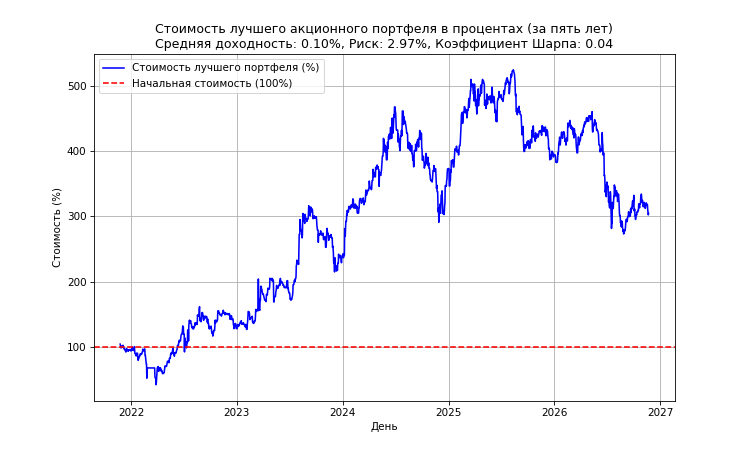 Стоимость лучшего акционного портфеля в процентах (за пять лет)
Средняя доходность: 0.10%, Риск: 2.97%, Коэффициент Шарпа: 0.04
Стоимость лучшего портфеля (%)
Начальная стоимость (100%)
Стоимость (%)
500
400
300
200
100
2022
2023
2024
2025
2026
2027
День